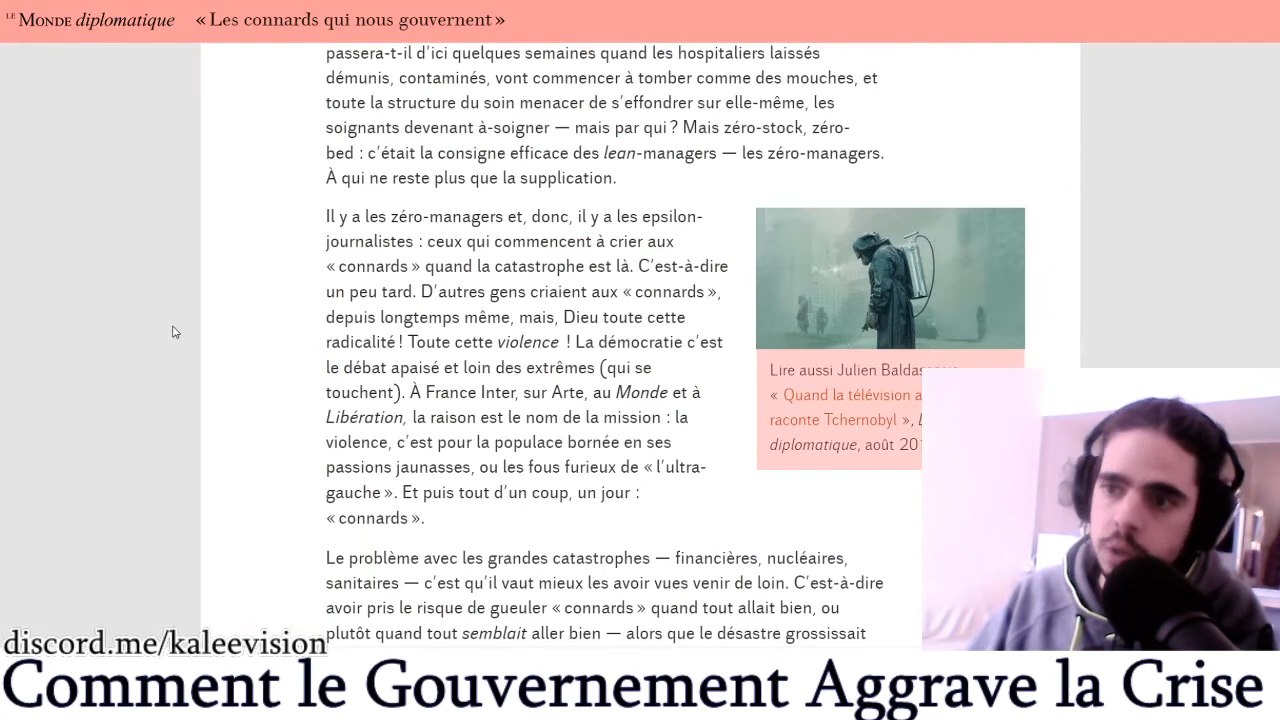 LE MONDE diplomatique « Les connards qui nous gouvernent »
passera-t-il d’ici quelques semaines quand les hospitaliers laissés
démunis, contaminés, vont commencer à tomber comme des mouches, et
toute la structure du soin menacer de s’effondrer sur elle-même, les
soignants devenant à-soigner — mais par qui ? Mais zéro-stock, zéro-
bed : c’était la consigne efficace des lean-managers — les zéro-managers.
À qui ne reste plus que la supplication.
Il y a les zéro-managers et, donc, il y a les epsilon-
journalistes : ceux qui commencent à crier aux
« connards » quand la catastrophe est là. C’est-à-dire
un peu tard. D’autres gens criaient aux « connards »,
depuis longtemps même, mais, Dieu toute cette
radicalité ! Toute cette violence ! La démocratie c’est
le débat apaisé et loin des extrêmes (qui se
touchent). À France Inter, sur Arte, au Monde et à
Libération, la raison est le nom de la mission : la
violence, c’est pour la populace bornée en ses
passions jaunasses, ou les fous furieux de « l’ultra-
gauche ». Et puis tout d’un coup, un jour :
« connards ».
Lire aussi Julien
« Quand la télévision
raconte Tchernobyl »,
diplomatique, août
Le problème avec les grandes catastrophes — financières, nucléaires,
sanitaires — c’est qu’il vaut mieux les avoir vues venir de loin. C’est-à-dire
avoir pris le risque de gueuler « connards » quand tout allait bien, ou
plutôt quand tout semblait aller bien — alors que le désastre grossissait
discord.me/kaleevision
Comment le Gouvernement Aggrave la Crise